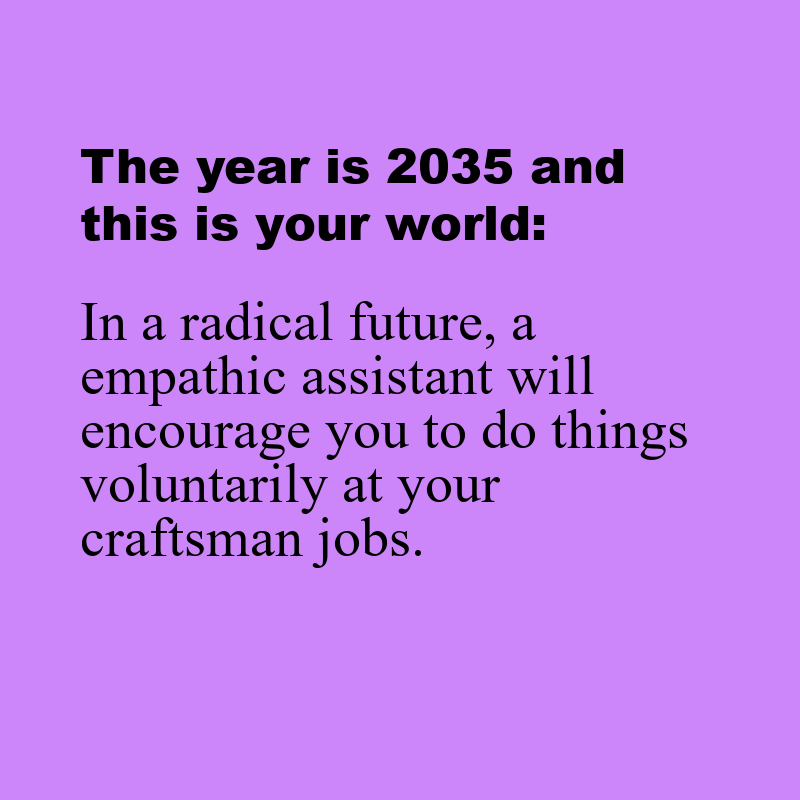 The year is 2035 and
this is your world:
In a radical future, a
empathic assistant will
encourage you to do things
voluntarily at your
craftsman jobs.